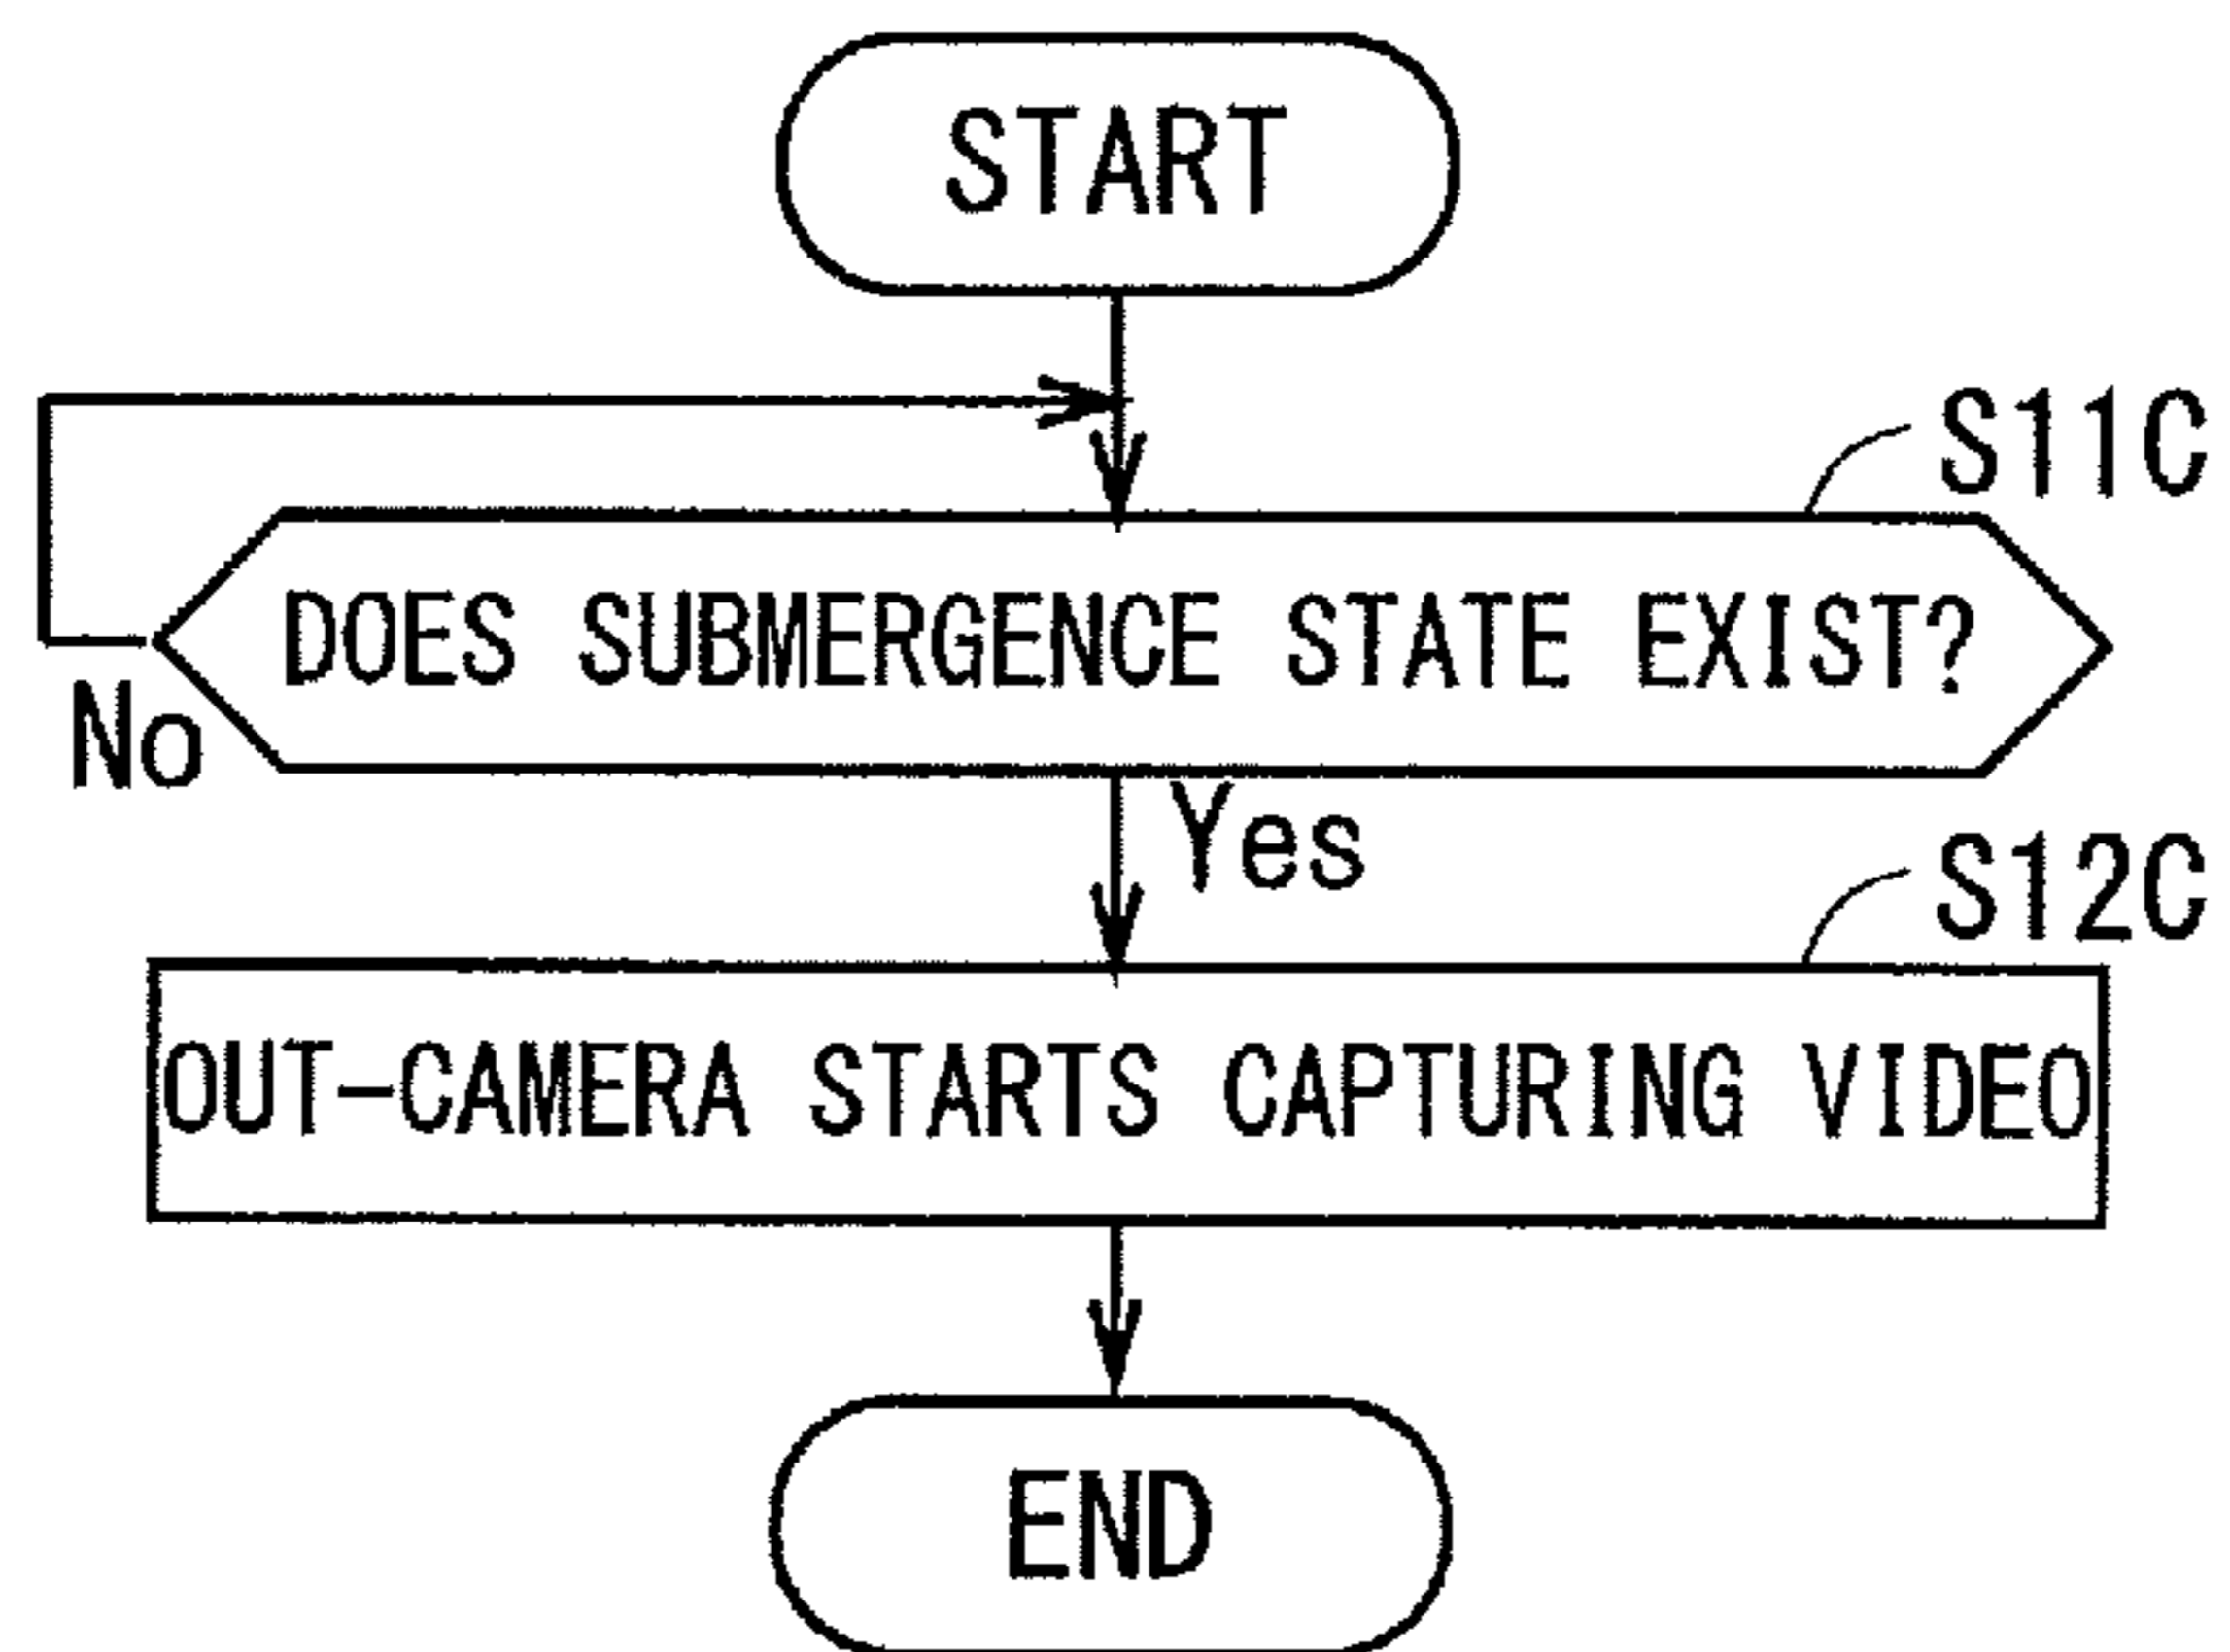 START
S11C
DOES SUBMERGENCE STATE EXIST?
No
Yes
S12C
OUT-CAMERA STARTS CAPTURING VIDEO
END